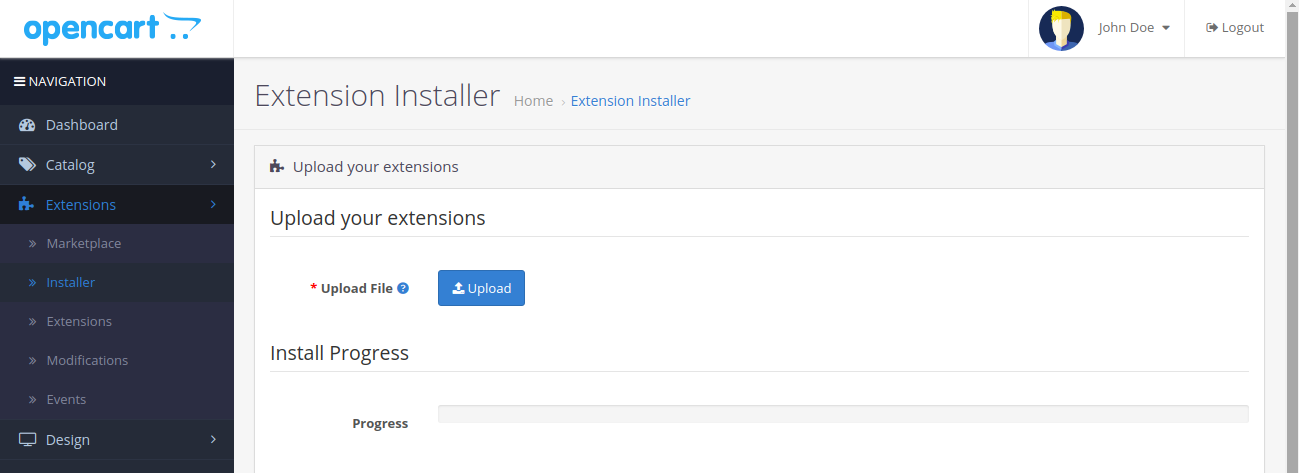 opencart
John Doe
Logout
NAVIGATION
Dashboard
Catalog
Extensions
Marketplace
Installer
Extensions
Modifications
Events
Design
Extension Installer
Home › Extension Installer
Upload your extensions
Upload your extensions
* Upload File ?
Upload
Install Progress
Progress